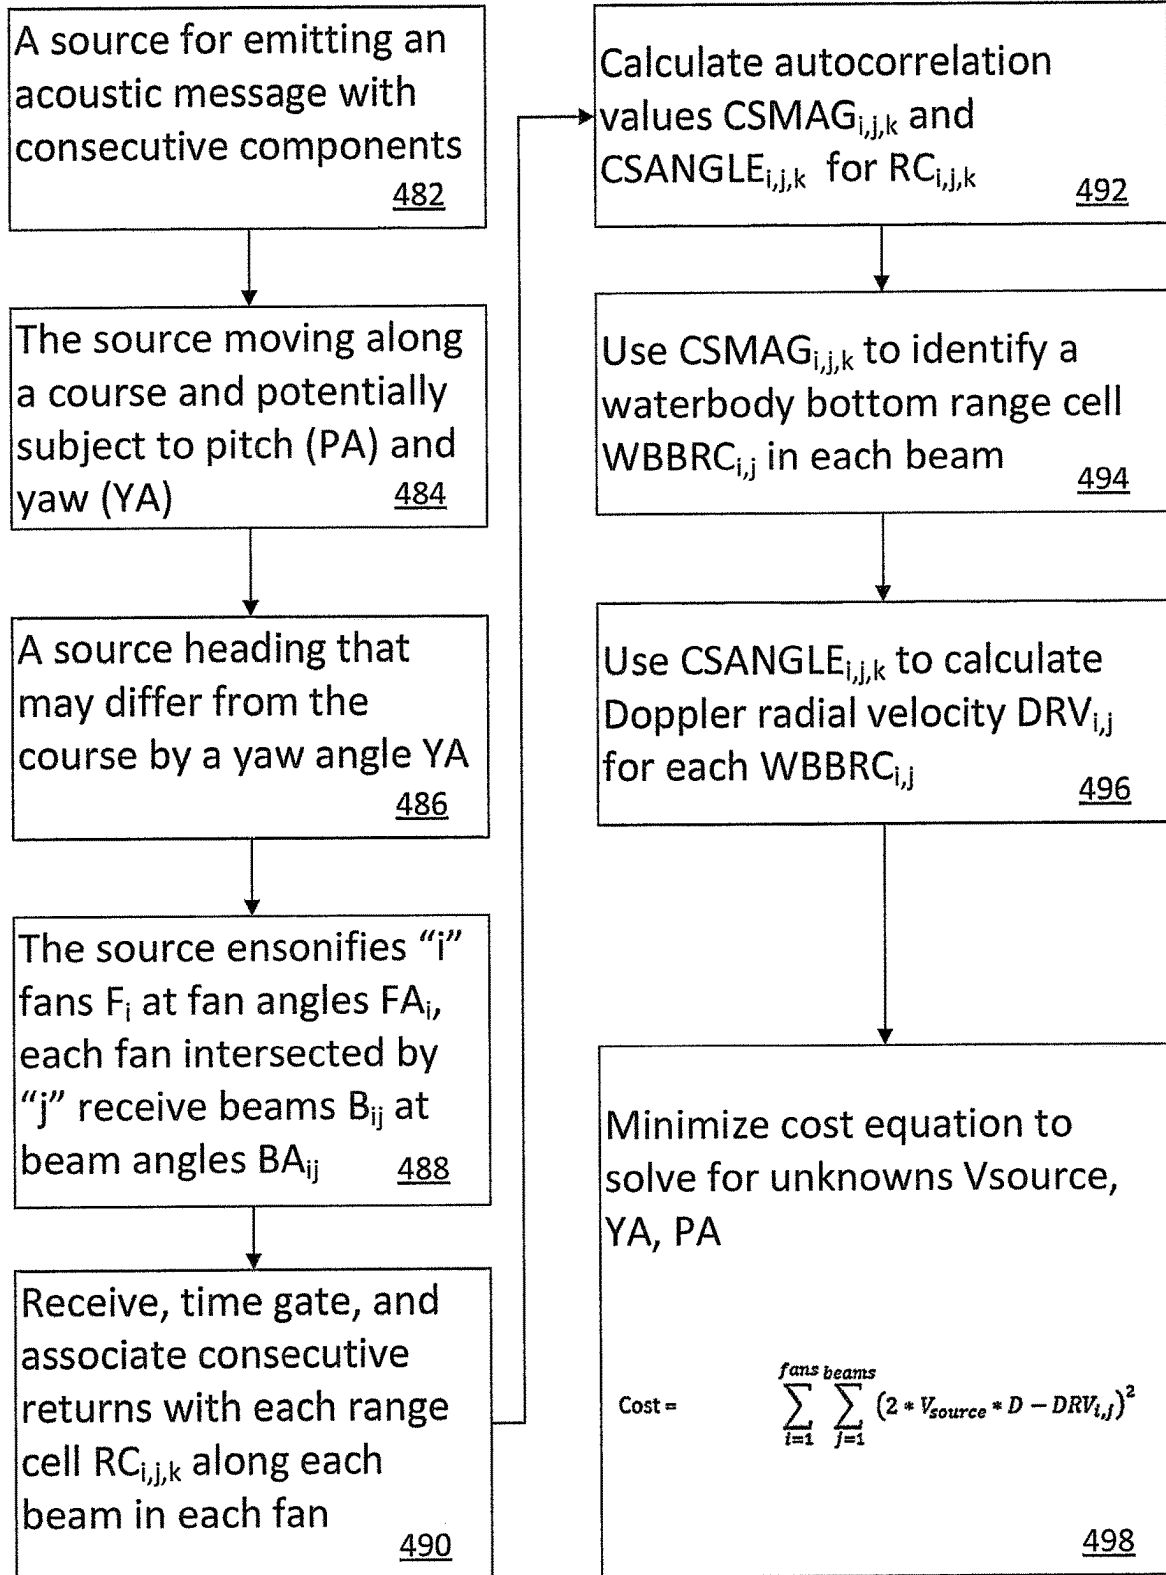 A source for emitting an
acoustic message with
consecutive components
482
The source moving along
a course and potentially
subject to pitch (PA) and
yaw (YA)
484
A source heading that
may differ from the
course by a yaw angle YA
486
The source ensonifies “i”
fans Fi at fan angles FAi,
each fan intersected by
“j” receive beams Bij at
beam angles BAij
488
Receive, time gate, and
associate consecutive
returns with each range
cell RCi,j,k along each
beam in each fan
490
Calculate autocorrelation
values CSMAGi,j,k and
CSANGLEi,j,k for RCi,j,k
492
Use CSMAGi,j,k to identify a
waterbody bottom range cell
WBBRCi,j in each beam
494
Use CSANGLEi,j,k to calculate
Doppler radial velocity DRVi,j
for each WBBRCi,j
496
Minimize cost equation to
solve for unknowns Vsource,
YA, PA
Cost = ∑_{i=1}^{fans} ∑_{j=1}^{beams} (2 * V_{source} * D − DRV_{i,j})^2
498